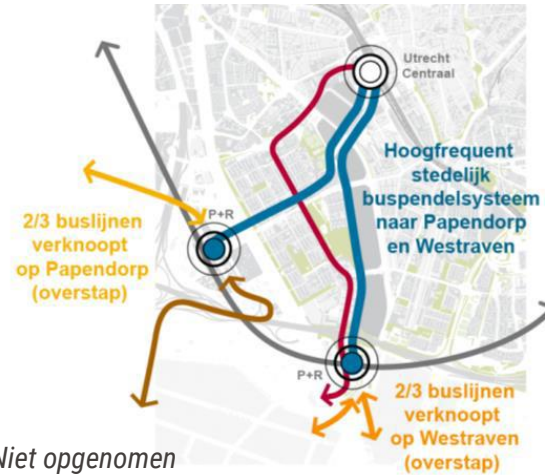 Utrecht
Centraal
Hoogfrequent
stedelijk
buspendelsysteem
naar Papendorp
en Westraven
P+R
2/3 buslijnen
verknoopt
op Papendorp
(overstap)
P+R
2/3 buslijnen
verknoopt
op Westraven
(overstap)
Niet opgenomen